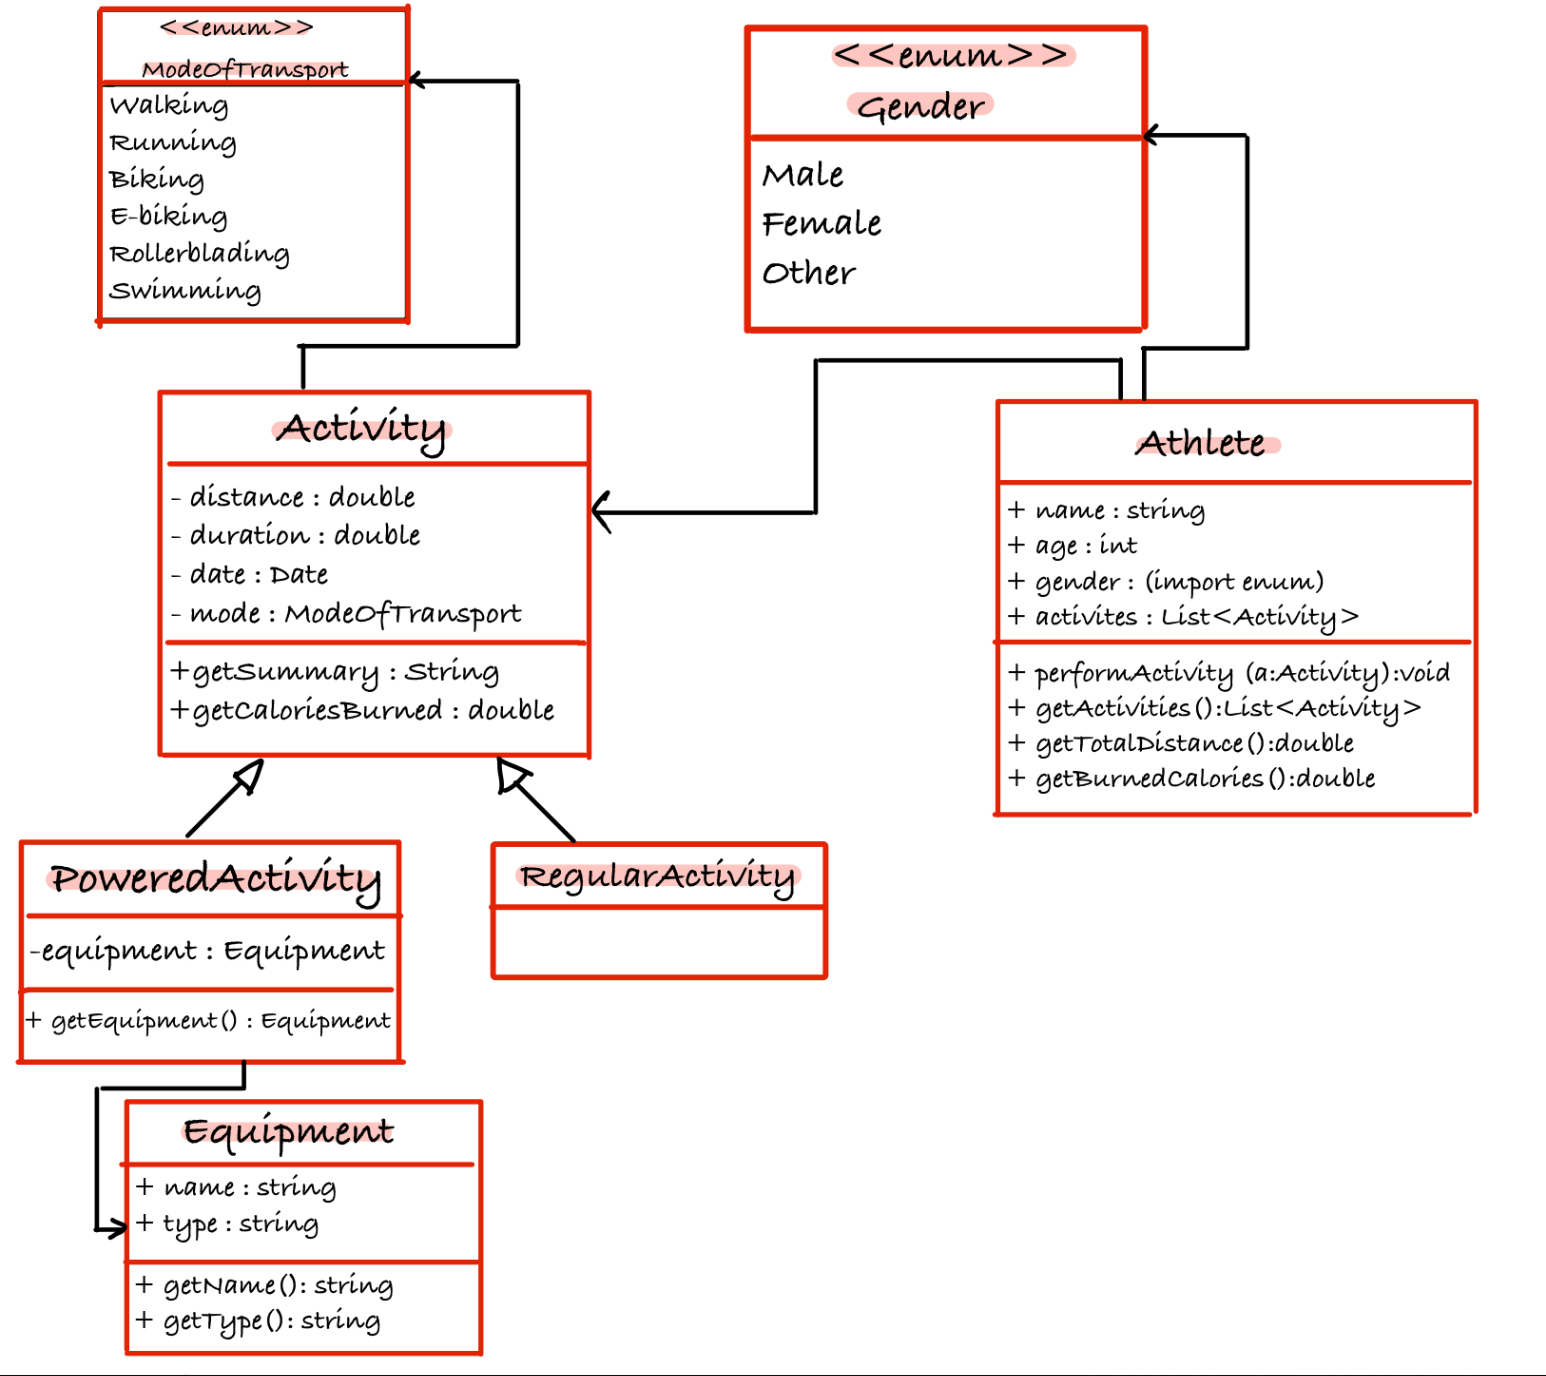 <<enum>>
ModeOfTransport
Walking
Running
Biking
E-biking
Rollerblading
Swimming
<<enum>>
Gender
Male
Female
Other
Activity
- distance : double
- duration : double
- date : Date
- mode : ModeOfTransport
+getSummary : String
+getCaloriesBurned : double
Athlete
+ name : string
+ age : int
+ gender : (import enum)
+ activites : List<Activity>
+ performActivity (a:Activity):void
+ getActivities():List<Activity>
+ getTotalDistance():double
+ getBurnedCalories():double
PoweredActivity
-equipment : Equipment
+ getEquipment() : Equipment
RegularActivity
Equipment
+ name : string
+ type : string
+ getName(): string
+ getType(): string